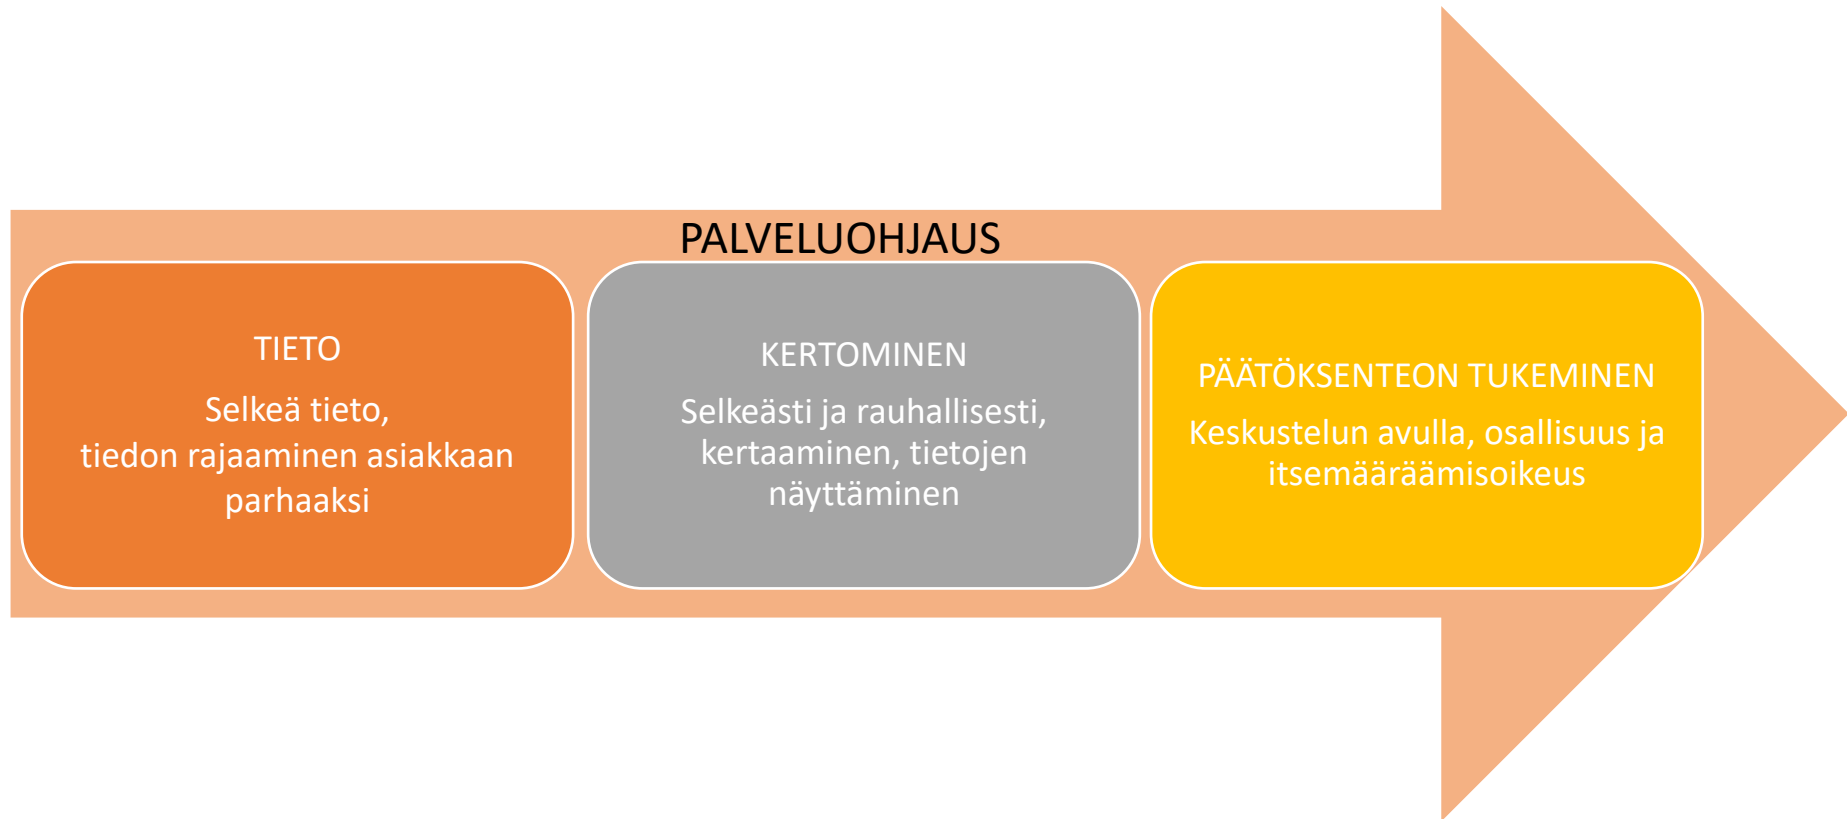 PALVELUOHJAUS
TIETO
Selkeä tieto,
tiedon rajaaminen asiakkaan
parhaaksi
KERTOMINEN
Selkeästi ja rauhallisesti,
kertaaminen, tietojen
näyttäminen
PÄÄTÖKSENTEON TUKEMINEN
Keskustelun avulla, osallisuus ja
itsemääräämisoikeus